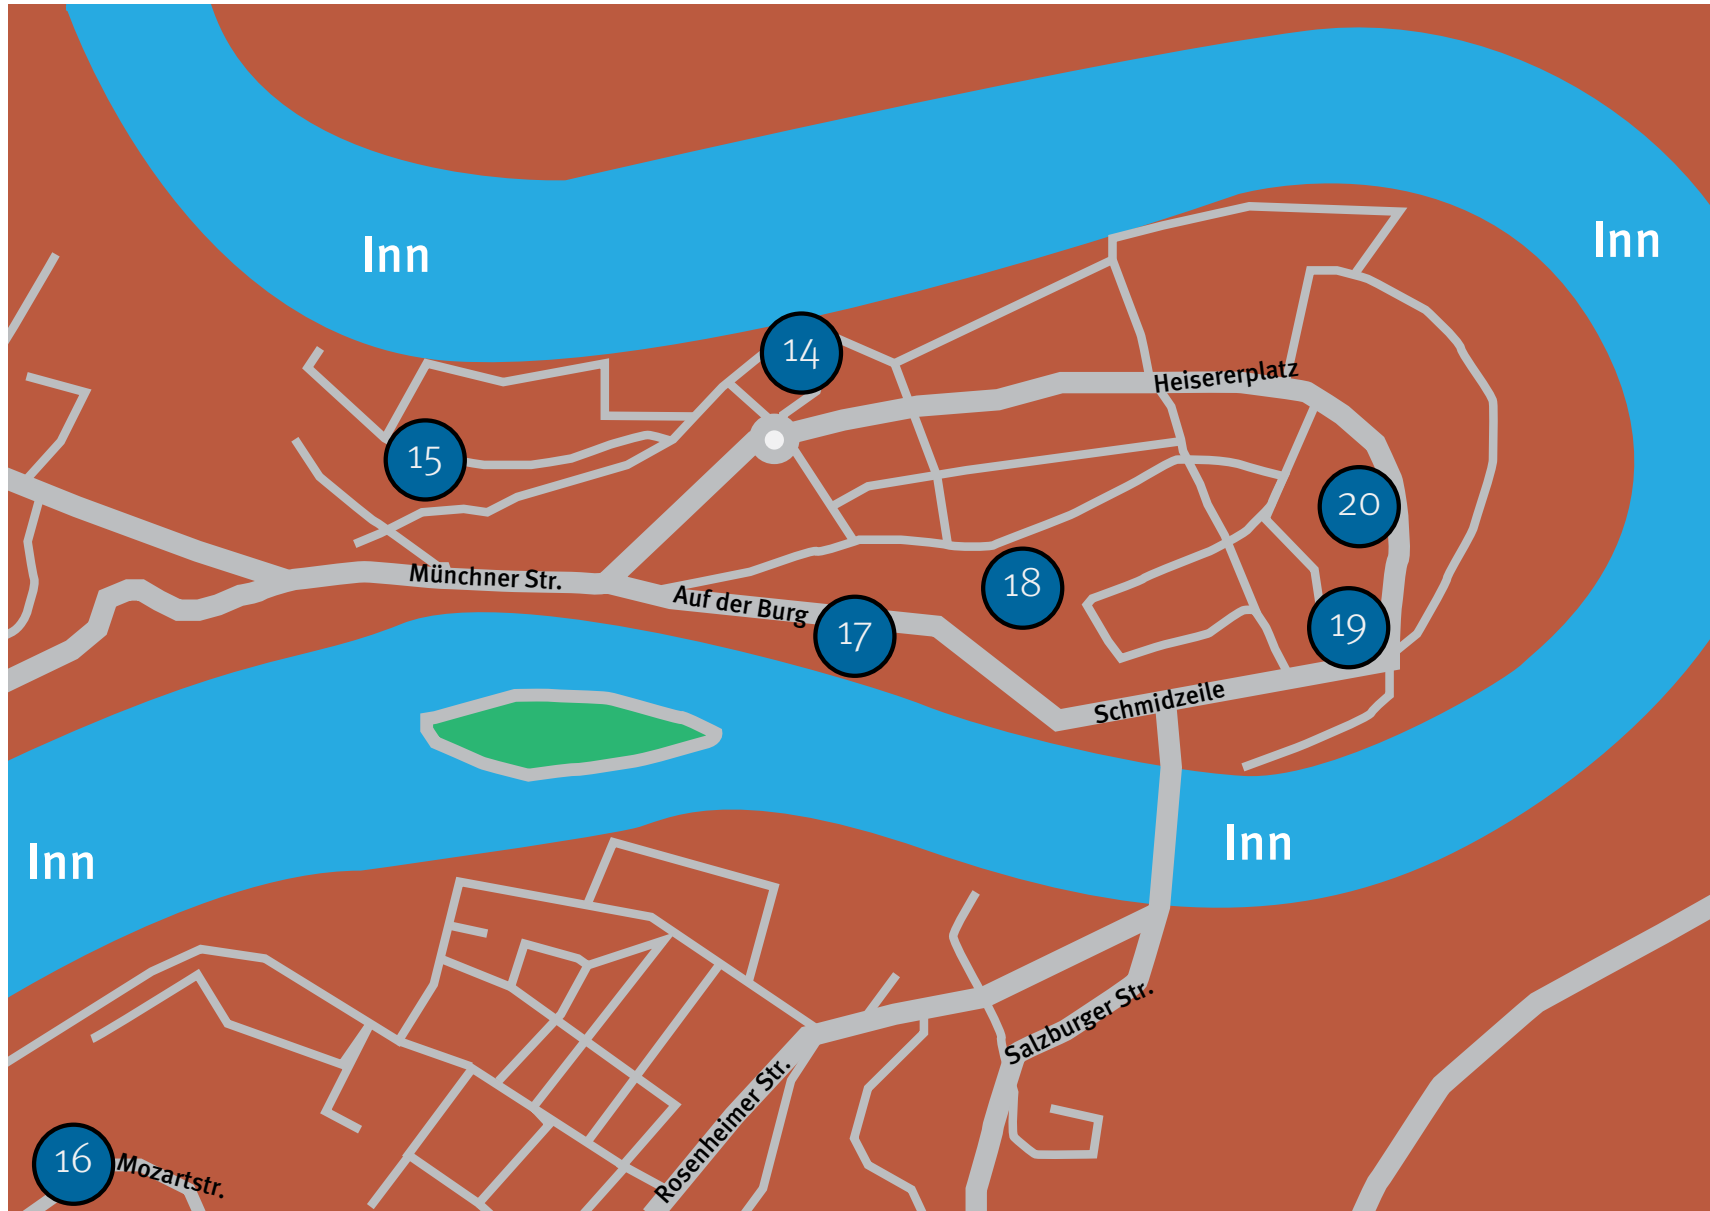 Inn
Inn
14
Heisererplatz
15
20
Münchner Str.
Auf der Burg
18
17
19
Schmidzeile
Inn
Inn
Salzburger Str.
Rosenheimer Str.
16
Mozartstr.